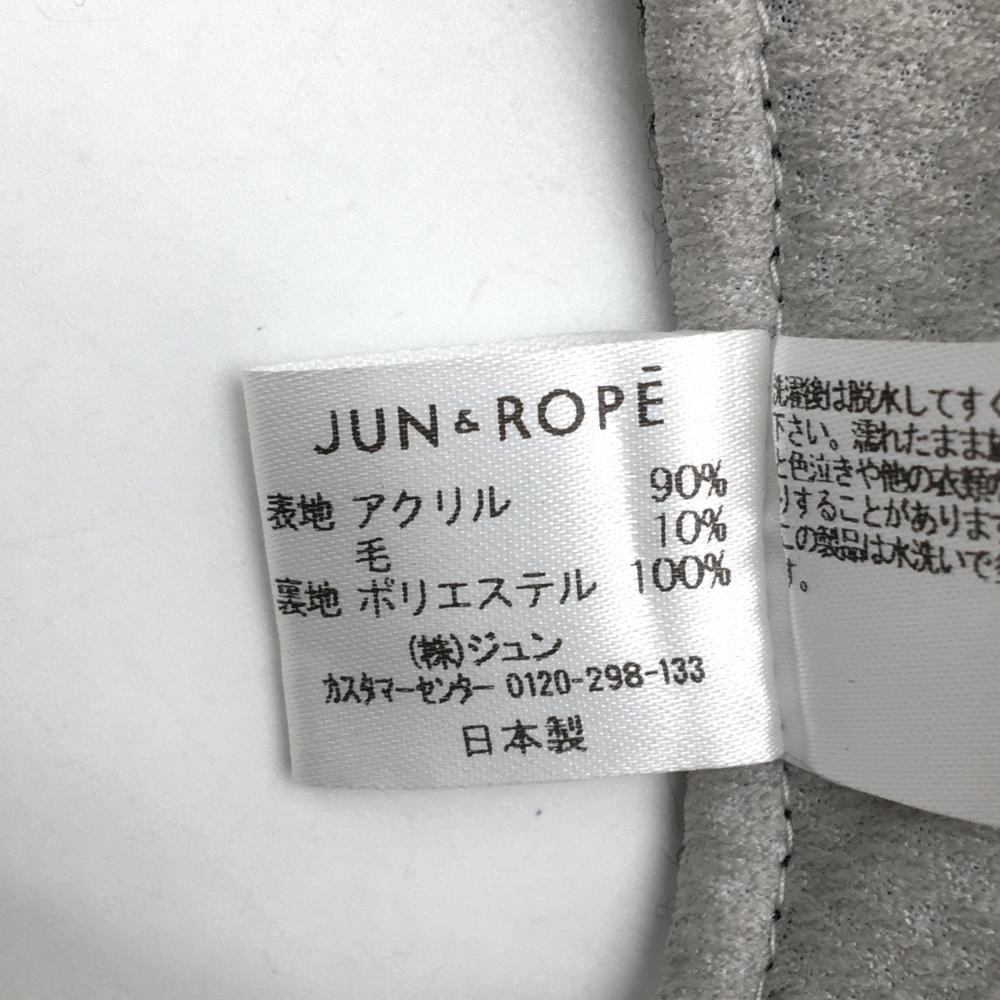 JUN & ROPĒ
表地 アクリル 90%
毛 10%
裏地 ポリエステル 100%
(株)ジュン
カスタマーセンター 0120-298-133
日本製
洗濯後は脱水してすぐ
下さい。濡れたまま
と色泣きや他の衣類の
りすることがあります
この製品は水洗いで
す。